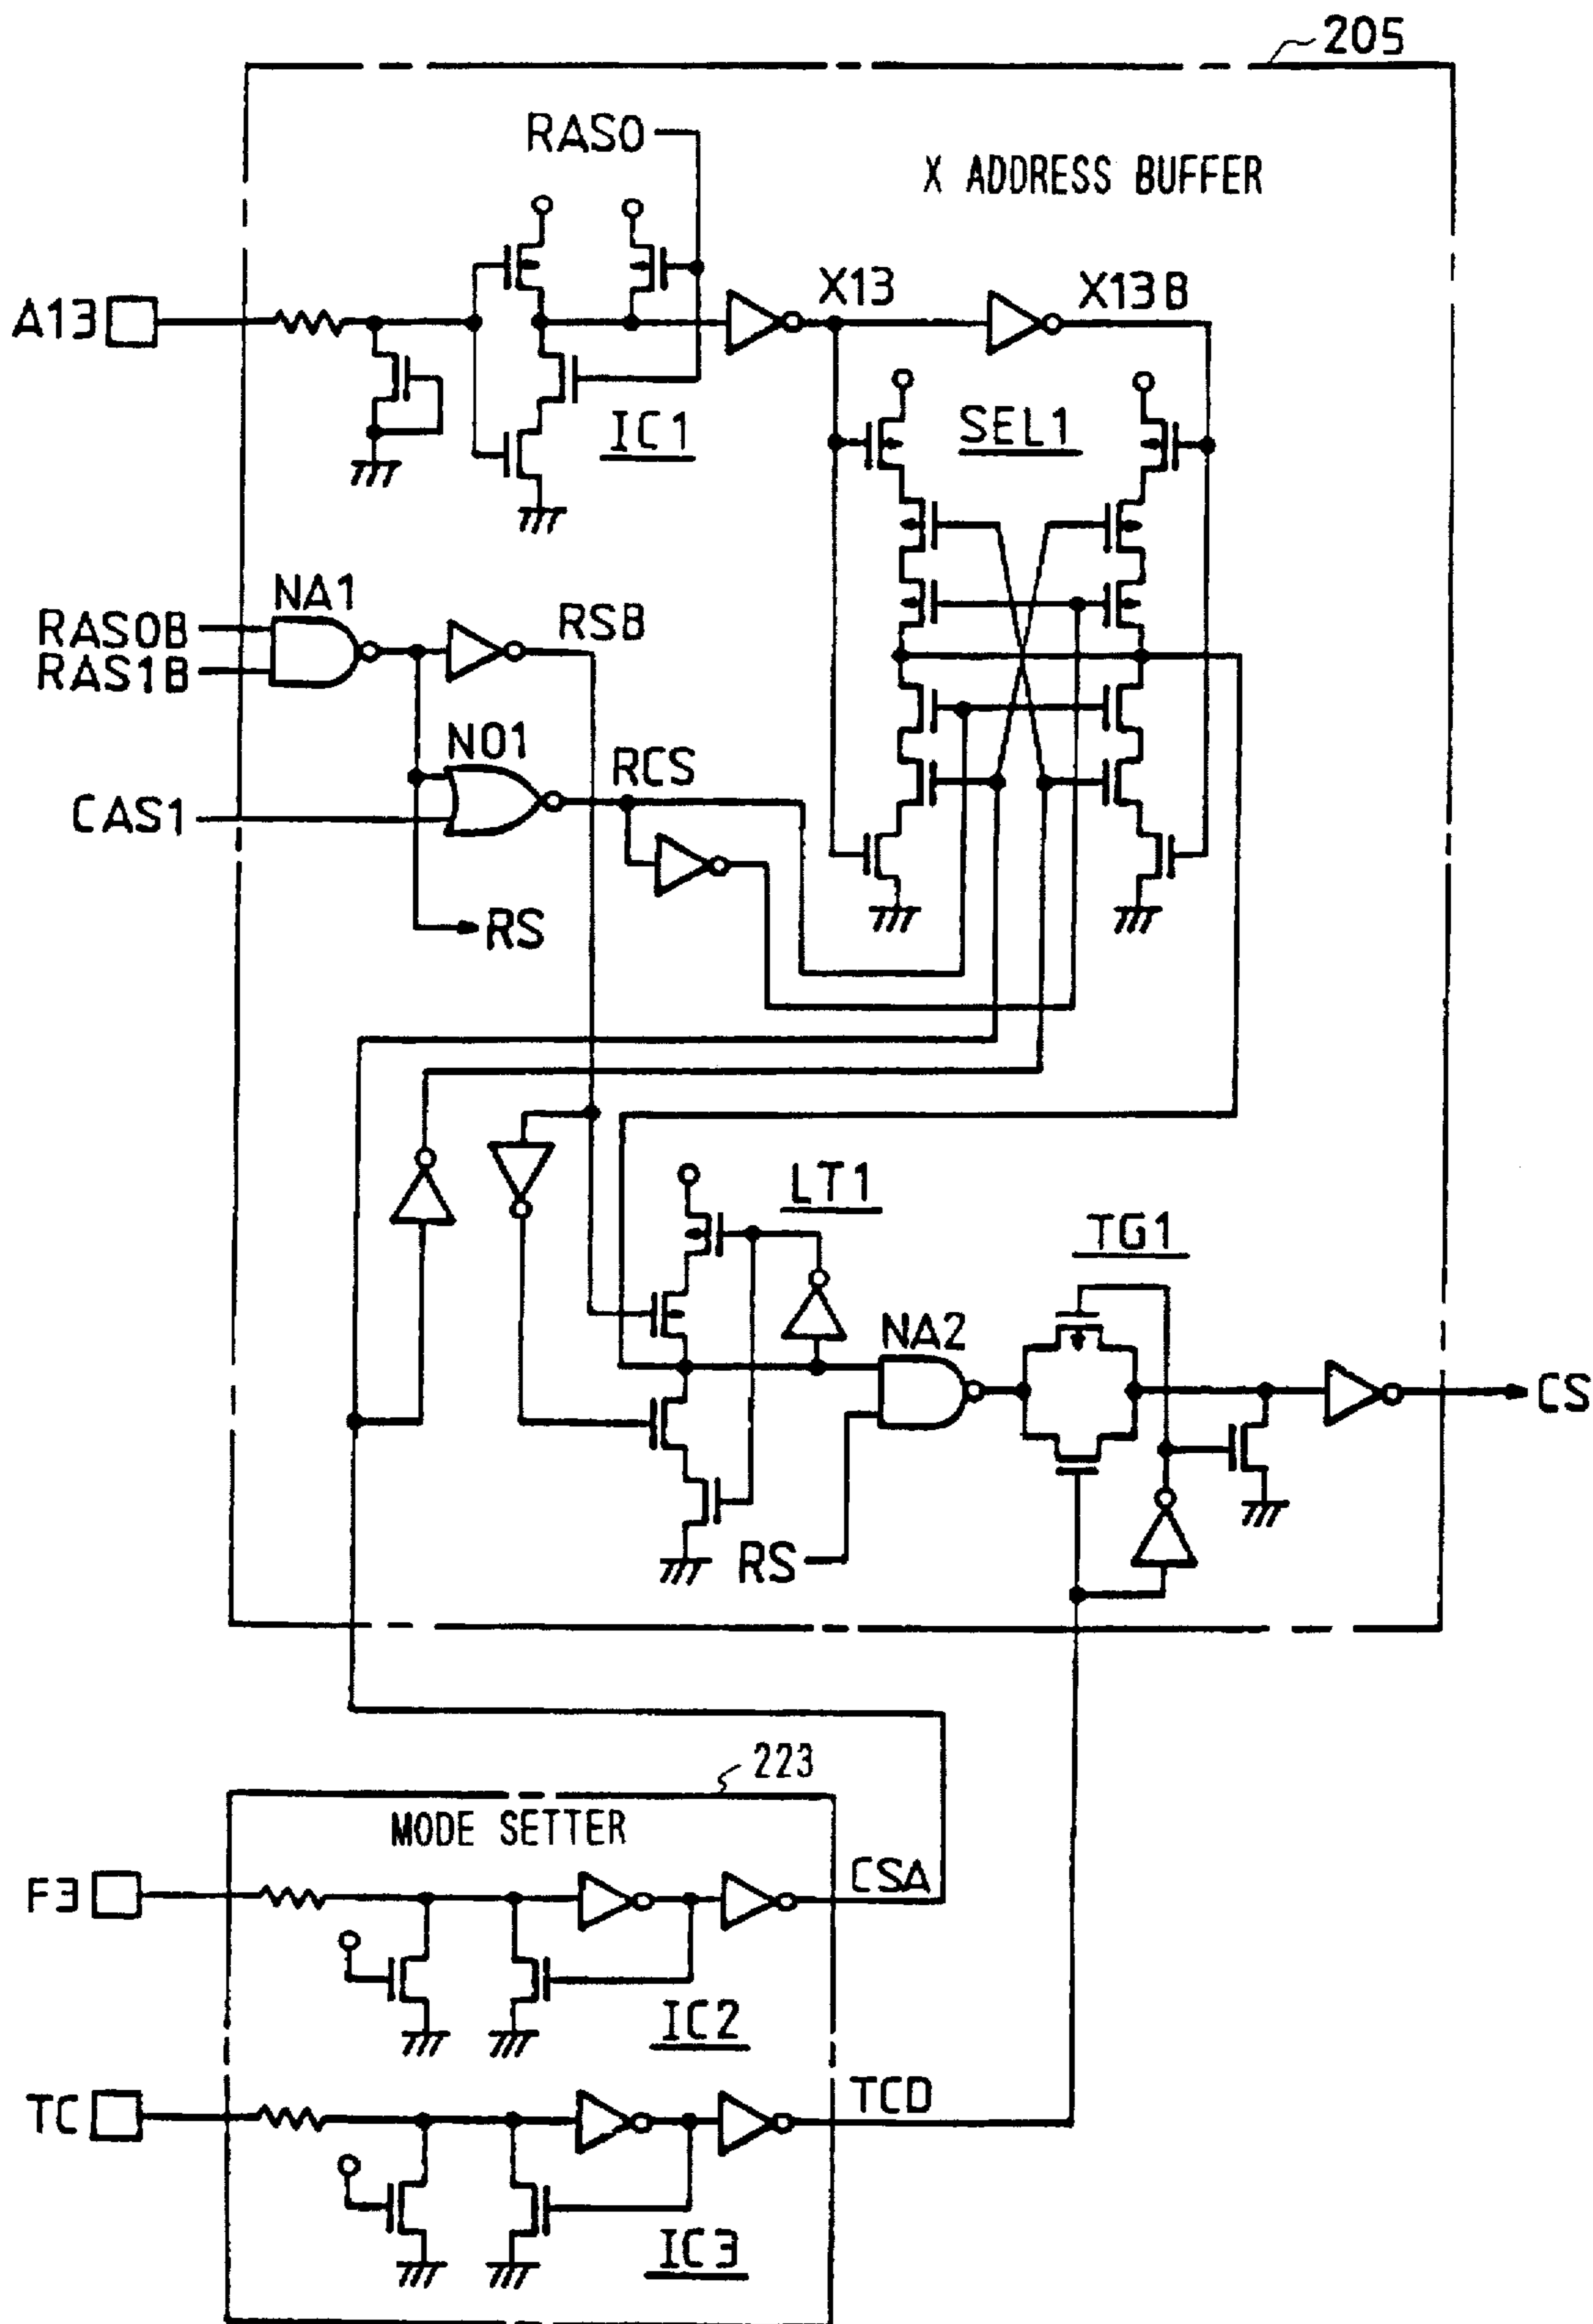 205
RAS0
X ADDRESS BUFFER
A13
X13
X13B
IC1
SEL1
NA1
RAS0B
RAS1B
RSB
NO1
RCS
CAS1
RS
LT1
TG1
NA2
CS
RS
223
MODE SETTER
F3
CSA
IC2
TC
TCD
IC3